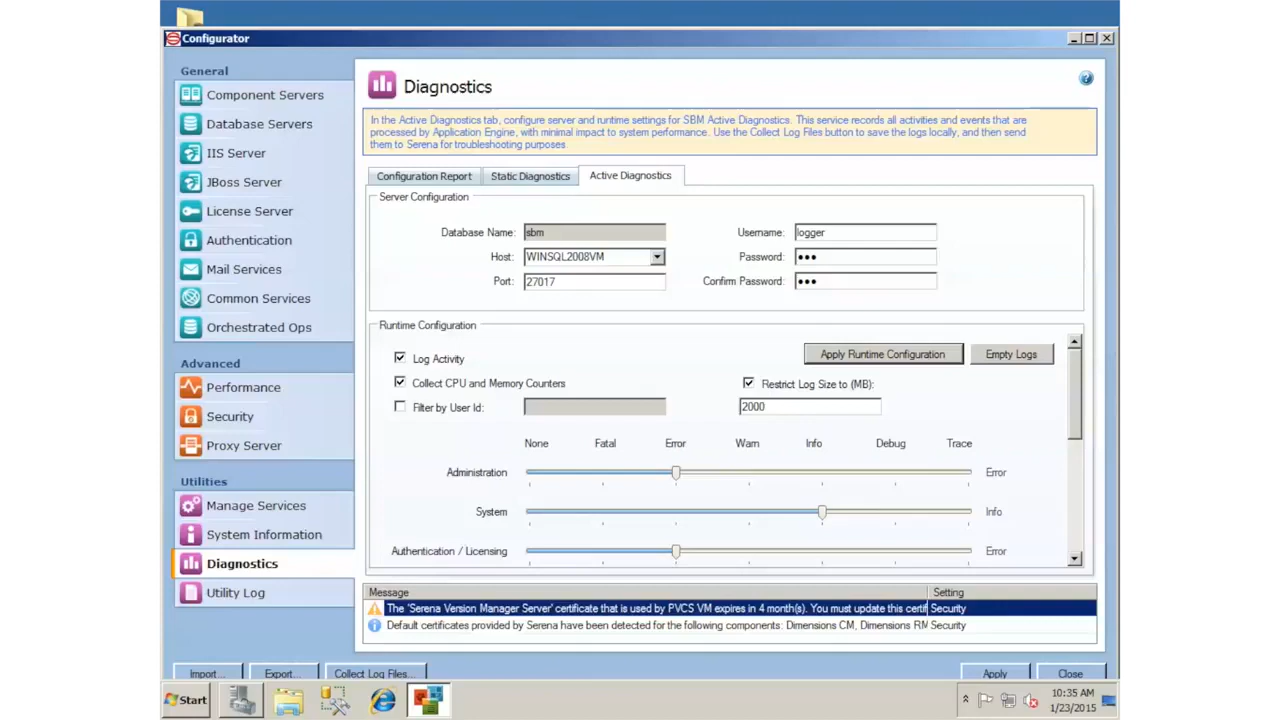 Configurator
General
Component Servers
Database Servers
IIS Server
JBoss Server
License Server
Authentication
Mail Services
Common Services
Orchestrated Ops
Advanced
Performance
Security
Proxy Server
Utilities
Manage Services
System Information
Diagnostics
Utility Log
Diagnostics
In the Active Diagnostics tab, configure server and runtime settings for SBM Active Diagnostics. This service records all activities and events that are
processed by Application Engine, with minimal impact to system performance. Use the Collect Log Files button to save the logs locally, and then send
them to Serena for troubleshooting purposes.
Configuration Report Static Diagnostics Active Diagnostics
Server Configuration
Database Name: sbm Username: logger
Host: WINSQL2008VM Password: •••
Port: 27017 Confirm Password: •••
Runtime Configuration
Log Activity Apply Runtime Configuration Empty Logs
Collect CPU and Memory Counters Restrict Log Size to (MB):
Filter by User Id: 2000
None Fatal Error Warn Info Debug Trace
Administration Error
System Info
Authentication / Licensing Error
Message Setting
The 'Serena Version Manager Server' certificate that is used by PVCS VM expires in 4 month(s). You must update this certif Security
Default certificates provided by Serena have been detected for the following components: Dimensions CM, Dimensions RM Security
Import... Export... Collect Log Files... Apply Close
Start 10:35 AM
1/23/2015